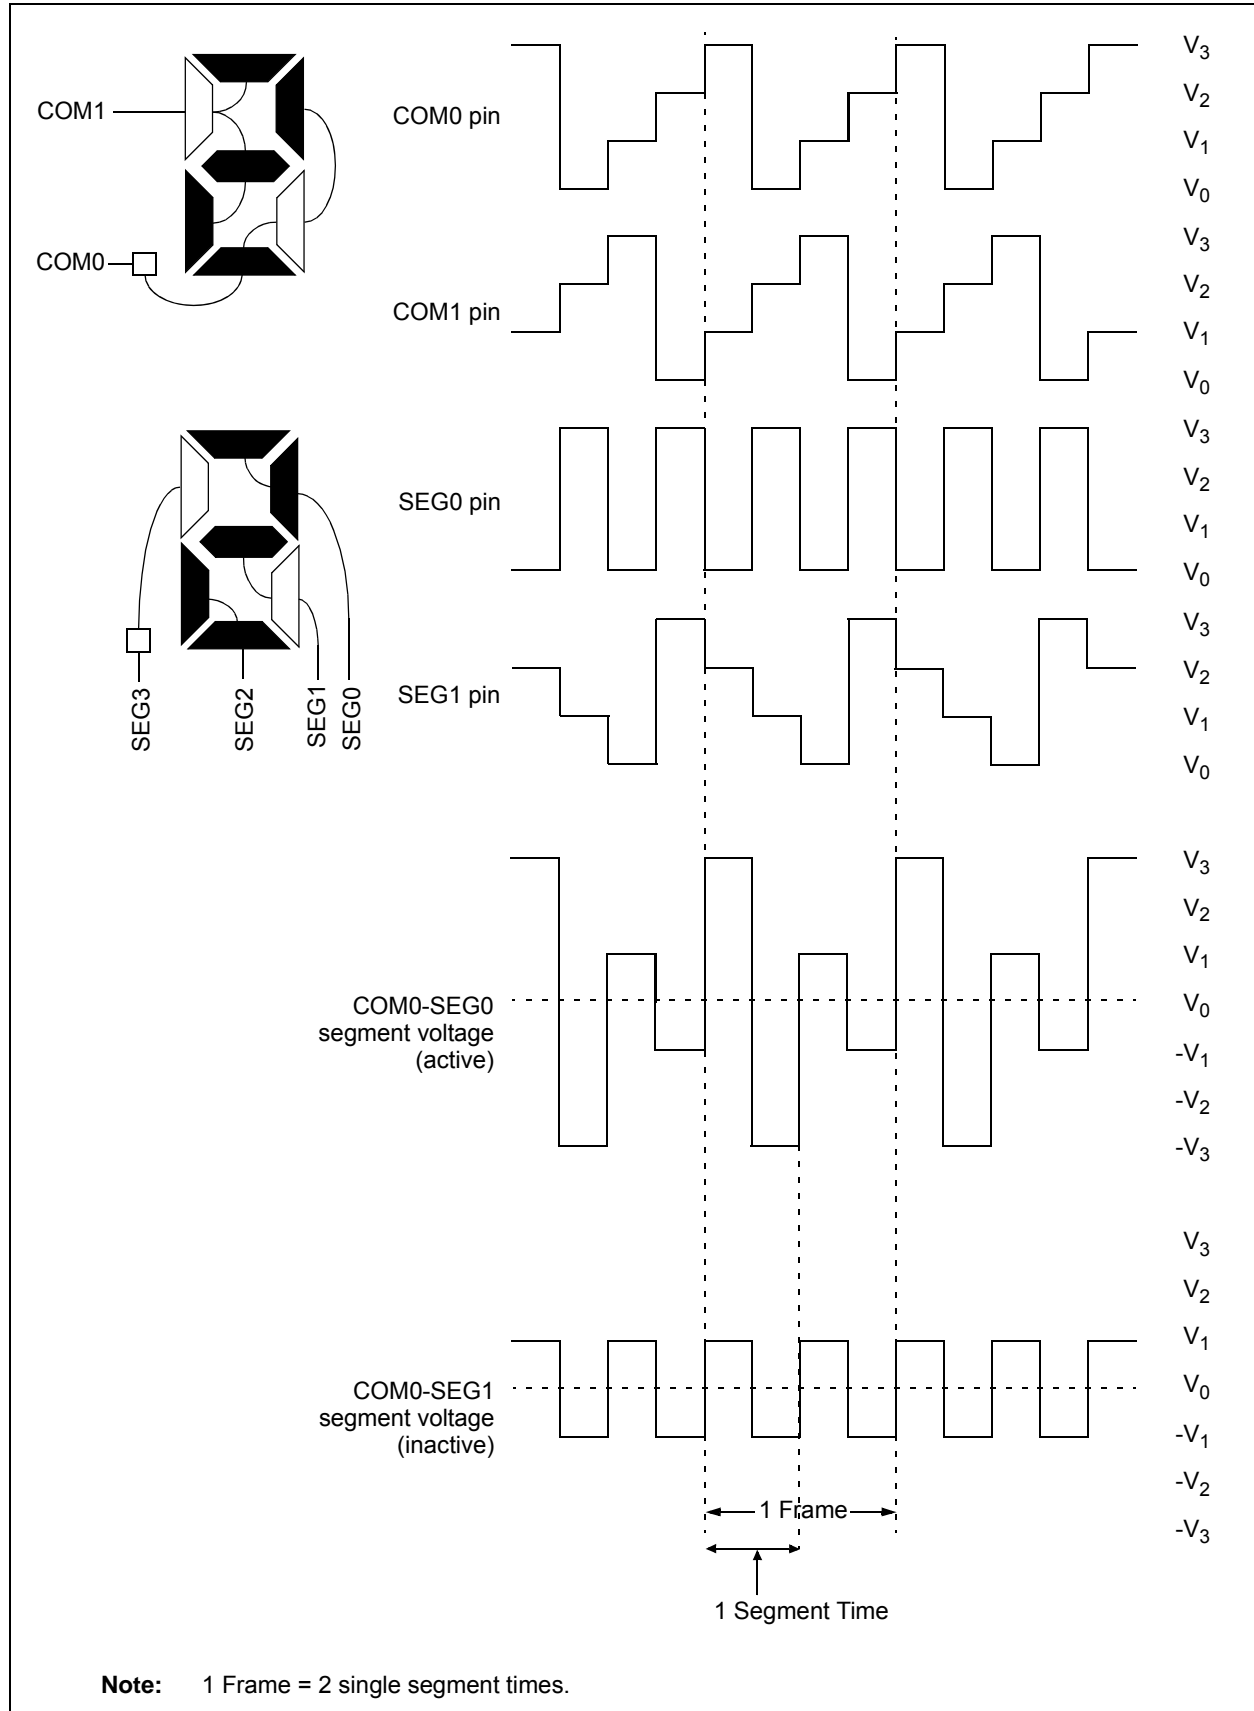 COM1
COM0
SEG3
SEG2
SEG1
SEG0
COM0 pin
V3
V2
V1
V0
COM1 pin
V3
V2
V1
V0
SEG0 pin
V3
V2
V1
V0
SEG1 pin
V3
V2
V1
V0
COM0-SEG0
segment voltage
(active)
V3
V2
V1
V0
-V1
-V2
-V3
COM0-SEG1
segment voltage
(inactive)
V3
V2
V1
V0
-V1
-V2
-V3
1 Frame
1 Segment Time
Note: 1 Frame = 2 single segment times.